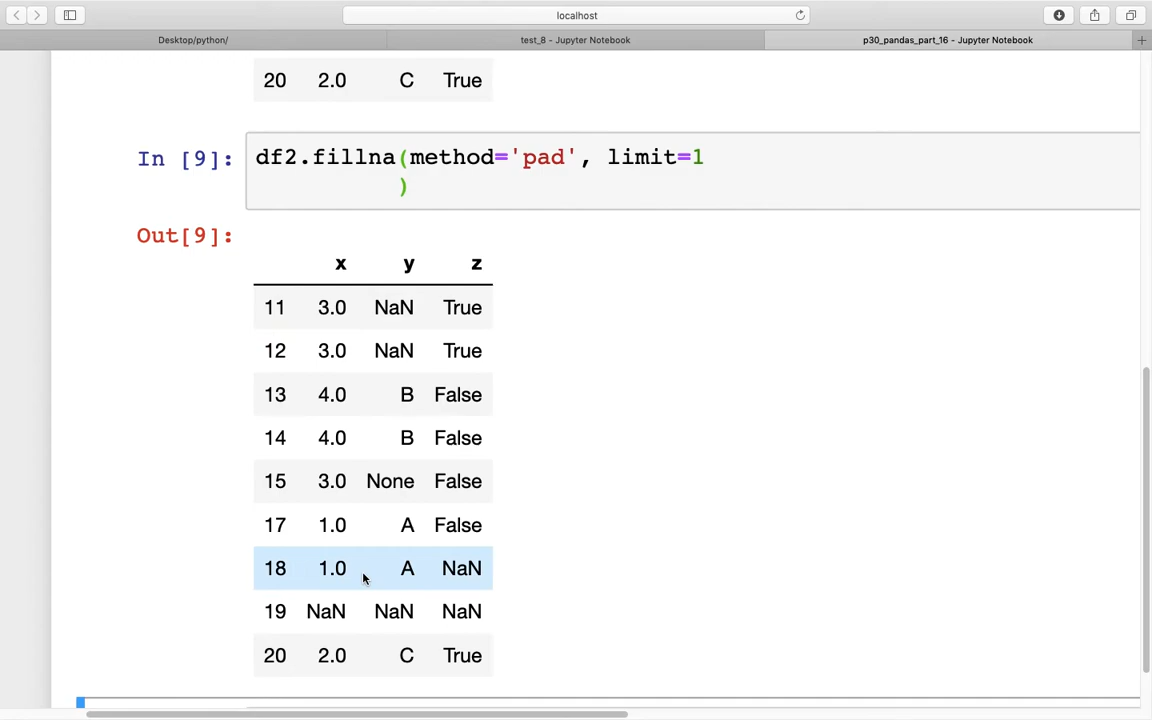 localhost
Desktop/python/ test_8 - Jupyter Notebook p30_pandas_part_16 - Jupyter Notebook +
20 2.0 C True
In [9]: df2.fillna(method='pad', limit=1
)
Out[9]:
x y z
11 3.0 NaN True
12 3.0 NaN True
13 4.0 B False
14 4.0 B False
15 3.0 None False
17 1.0 A False
18 1.0 A NaN
19 NaN NaN NaN
20 2.0 C True